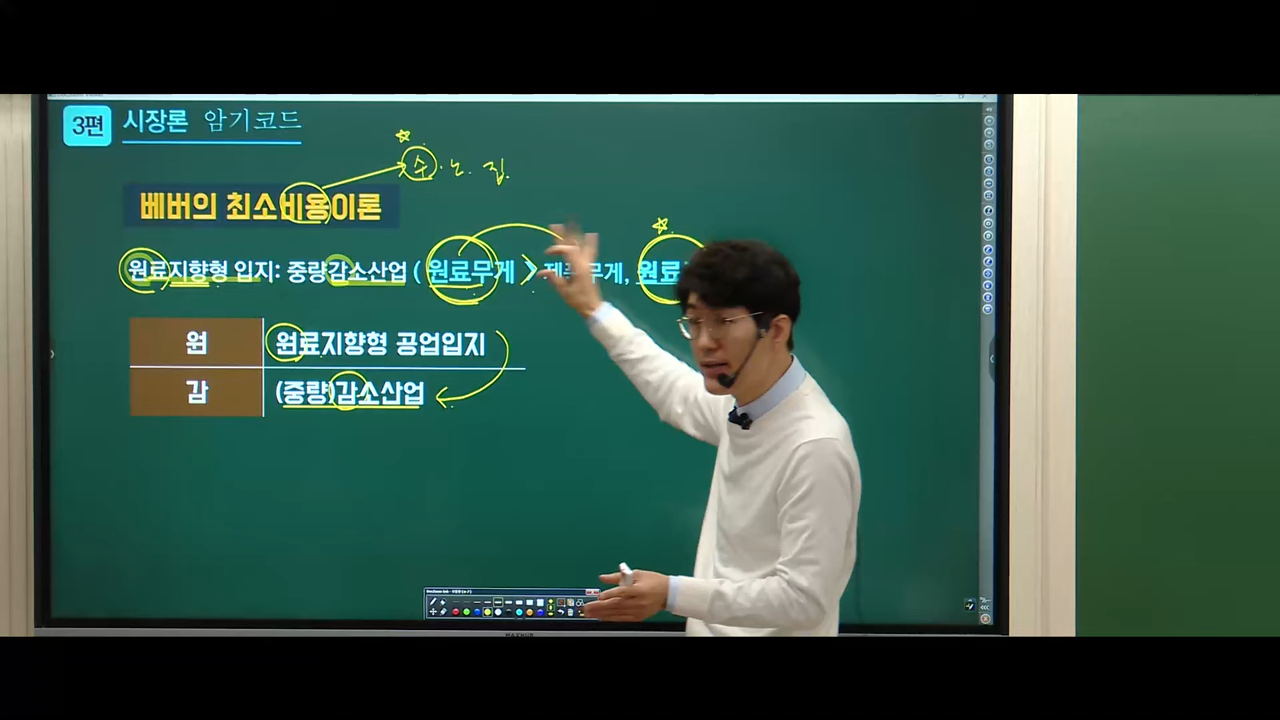 3편 시장론 암기코드
수. 노. 집.
베버의 최소비용이론
원료지향형 입지: 중량감소산업 ( 원료무게 > 제품무게, 원료
원 원료지향형 공업입지
감 (중량)감소산업